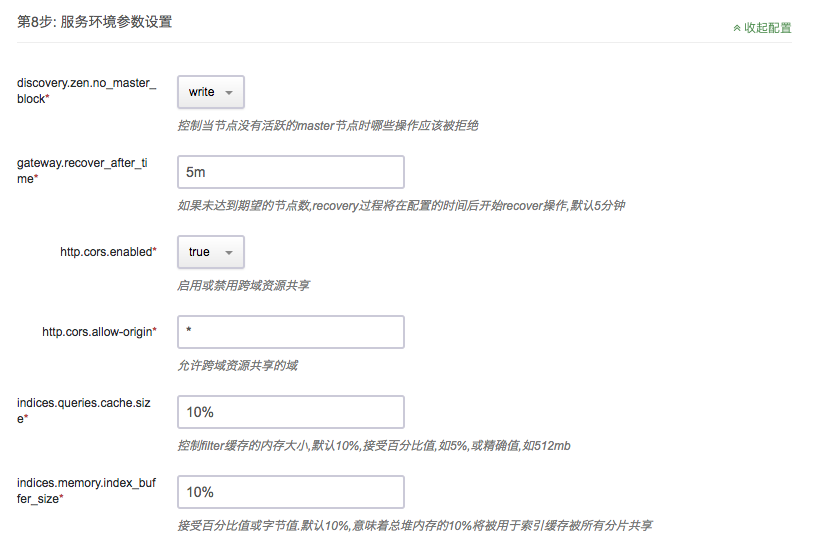 第8步: 服务环境参数设置
收起配置
discovery.zen.no_master_
block*
write
控制当节点没有活跃的master节点时哪些操作应该被拒绝
gateway.recover_after_ti
me*
5m
如果未达到期望的节点数,recovery过程将在配置的时间后开始recover操作,默认5分钟
http.cors.enabled*
true
启用或禁用跨域资源共享
http.cors.allow-origin*
*
允许跨域资源共享的域
indices.queries.cache.siz
e*
10%
控制filter缓存的内存大小,默认10%,接受百分比值,如5%,或精确值,如512mb
indices.memory.index_buf
fer_size*
10%
接受百分比值或字节值.默认10%,意味着总堆内存的10%将被用于索引缓存被所有分片共享